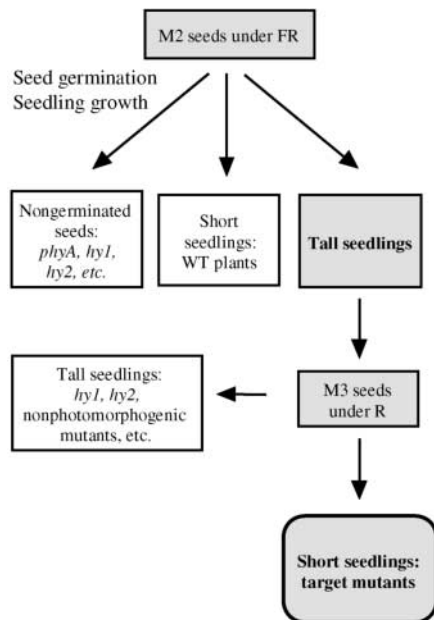 M2 seeds under FR
Seed germination
Seedling growth
Nongerminated
seeds:
phyA, hy1,
hy2, etc.
Short
seedlings:
WT plants
Tall seedlings
Tall seedlings:
hy1, hy2,
nonphotomorphogenic
mutants, etc.
M3 seeds
under R
Short seedlings:
target mutants